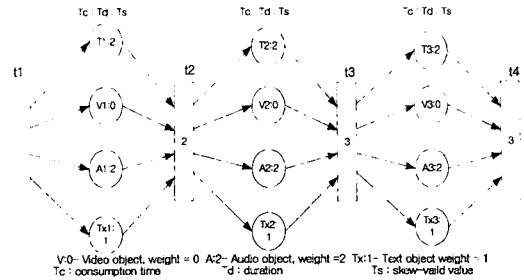 Tc : Td : Ts
Tc : Td : Ts
Tc : Td : Ts
T1:2
T2:2
T3:2
t1
t2
t3
t4
V1:0
V2:0
V3:0
2
3
3
A1:2
A2:2
A3:2
Tx1:
1
Tx2:
1
Tx3:
1
V:0- Video object, weight = 0 A:2- Audio object, weight =2 Tx:1- Text object weight = 1
Tc : consumption time Td : duration Ts : skew-vaild value